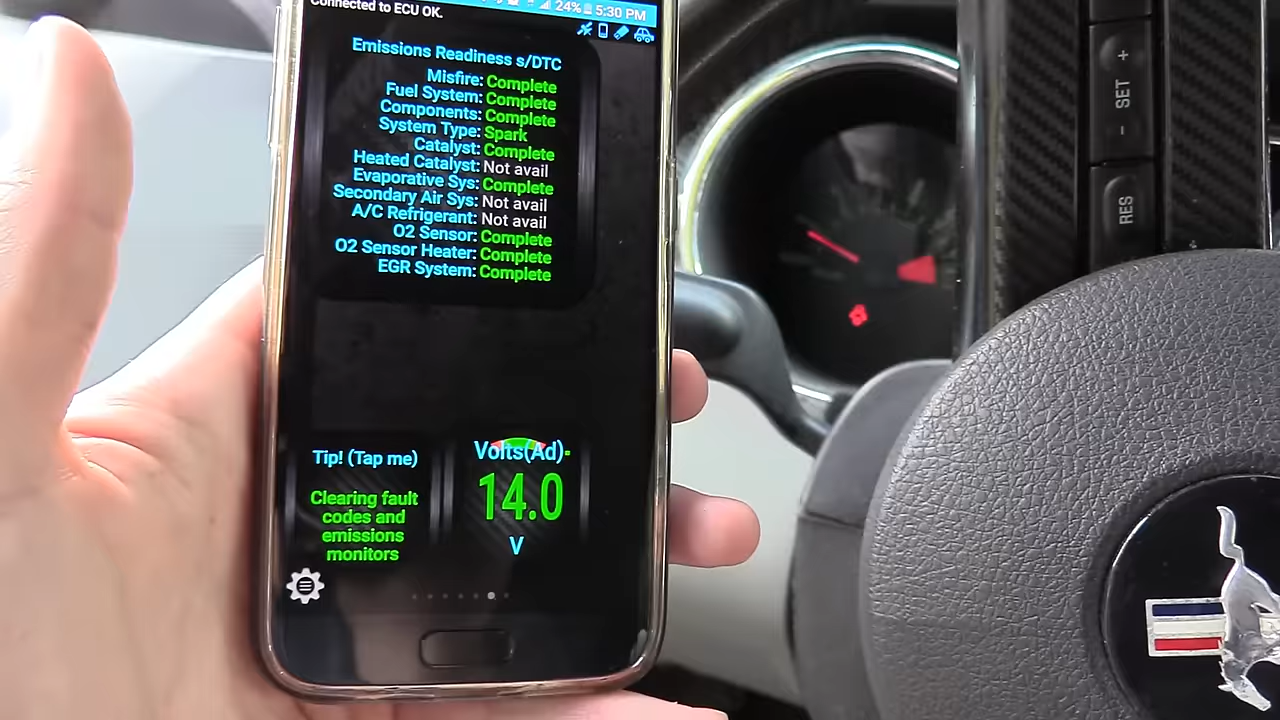 Connected to ECU OK.
24% 5:30 PM
Emissions Readiness s/DTC
Misfire: Complete
Fuel System: Complete
Components: Complete
System Type: Spark
Catalyst: Complete
Heated Catalyst: Not avail
Evaporative Sys: Complete
Secondary Air Sys: Not avail
A/C Refrigerant: Not avail
O2 Sensor: Complete
O2 Sensor Heater: Complete
EGR System: Complete
Tip! (Tap me)
Clearing fault
codes and
emissions
monitors
Volts(Ad)
14.0
V
+
SET
-
RES